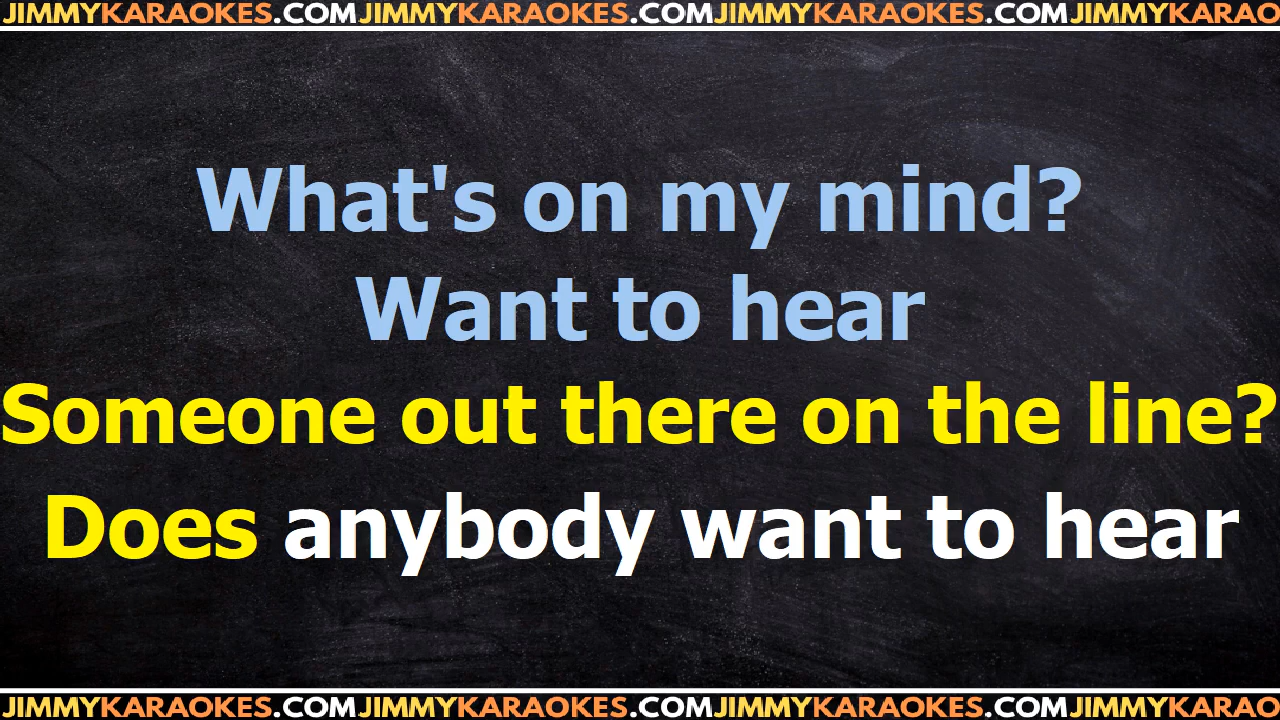 JIMMYKARAOKES.COMJIMMYKARAOKES.COMJIMMYKARAOKES.COMJIMMYKARAO
What's on my mind?
Want to hear
Someone out there on the line?
Does anybody want to hear
JIMMYKARAOKES.COMJIMMYKARAOKES.COMJIMMYKARAOKES.COMJIMMYKARAO